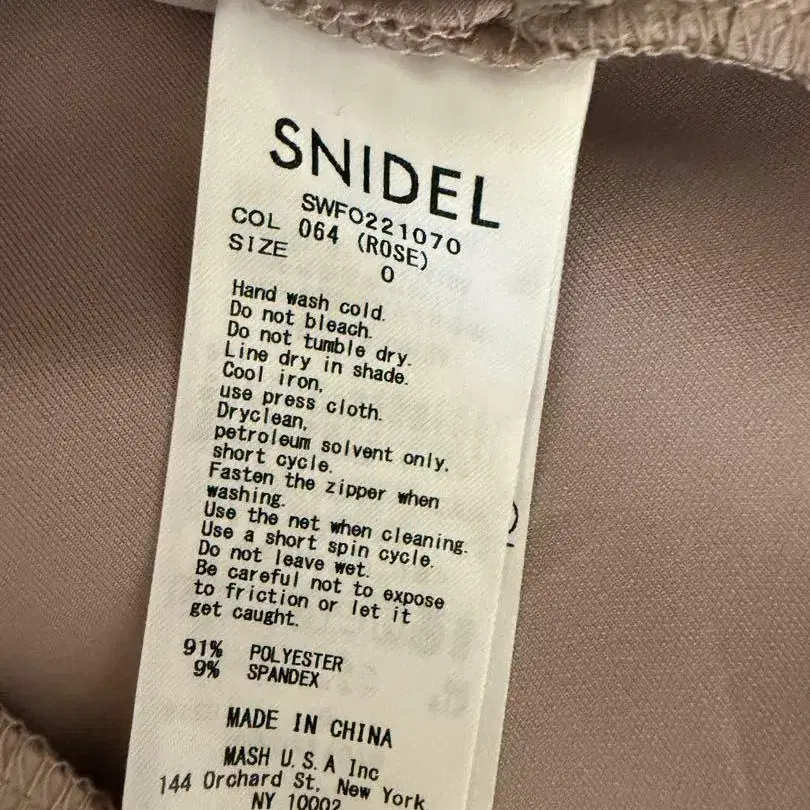 SNIDEL
SWFO221070
COL 064 (ROSE)
SIZE 0
Hand wash cold.
Do not bleach.
Do not tumble dry.
Line dry in shade.
Cool iron,
use press cloth.
Dryclean,
petroleum solvent only,
short cycle.
Fasten the zipper when
washing.
Use the net when cleaning.
Use a short spin cycle.
Do not leave wet.
Be careful not to expose
to friction or let it
get caught.
91% POLYESTER
9% SPANDEX
MADE IN CHINA
MASH U.S.A Inc
144 Orchard St, New York
NY 10002